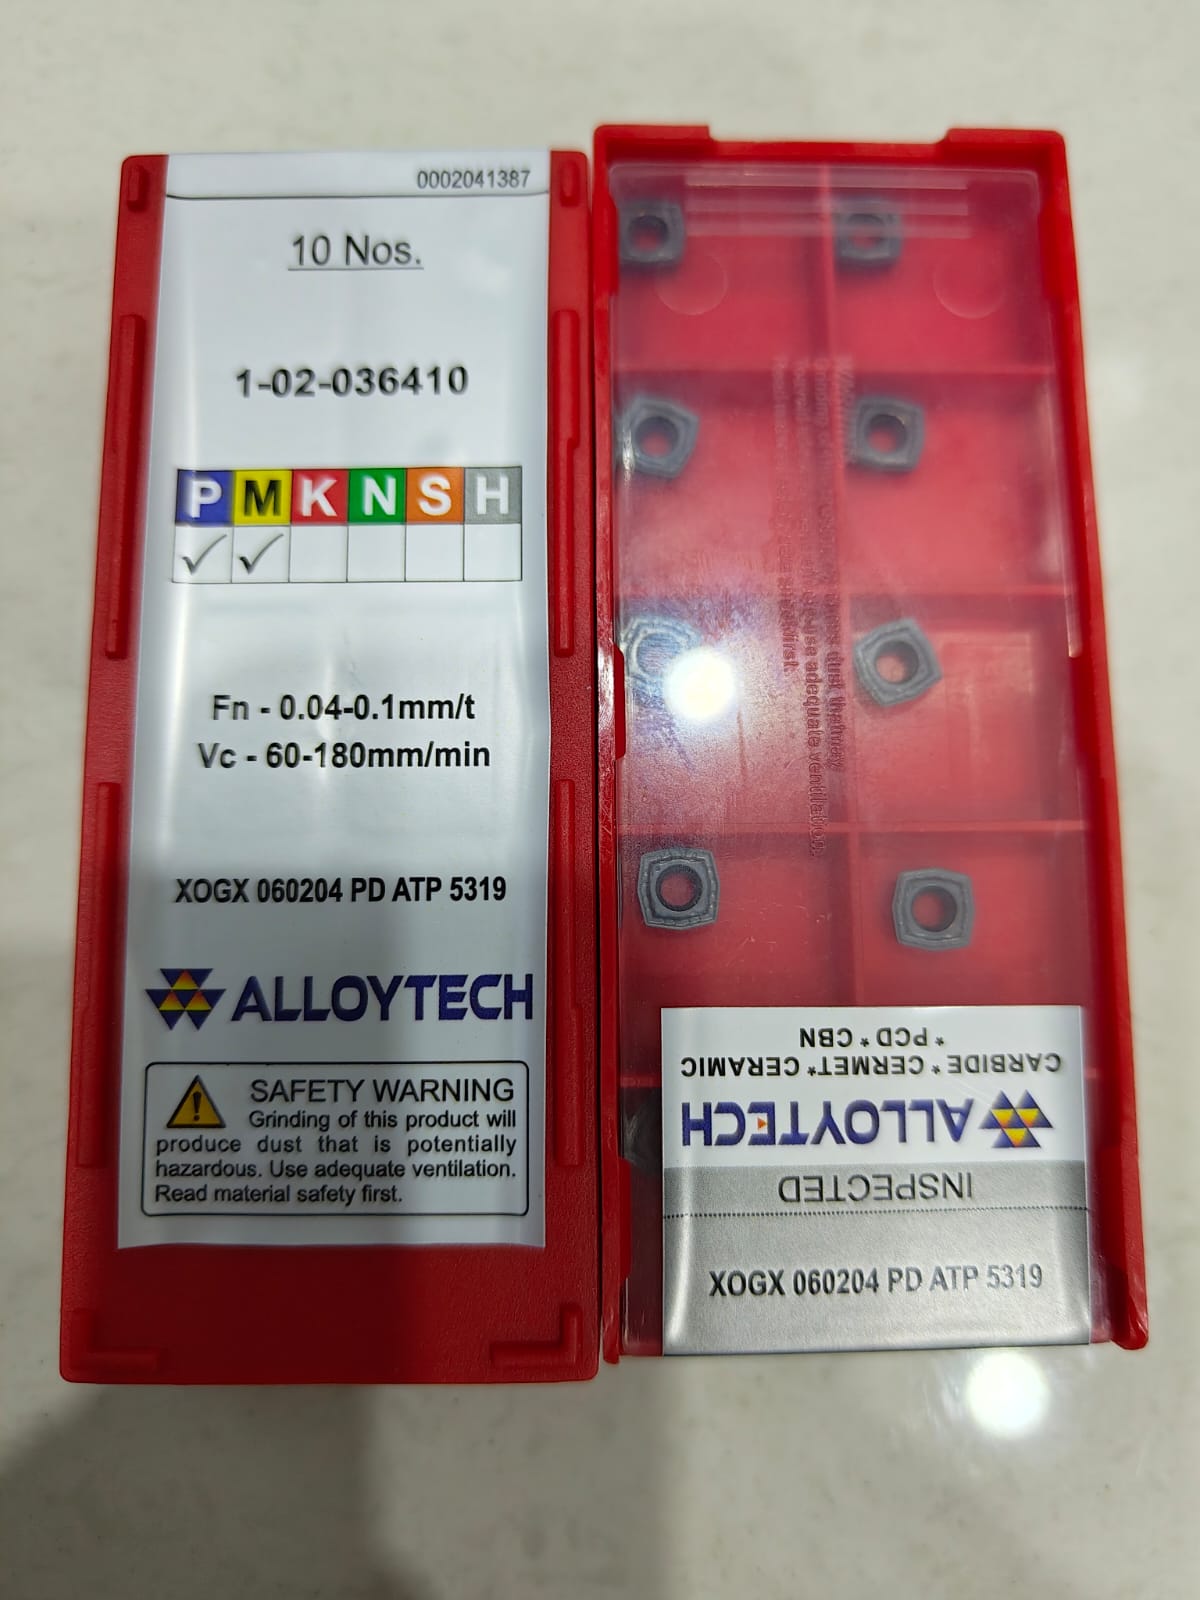 0002041387
10 Nos.
1-02-036410
P M K N S H
Fn - 0.04-0.1mm/t
Vc - 60-180mm/min
XOGX 060204 PD ATP 5319
ALLOYTECH
SAFETY WARNING
Grinding of this product will
produce dust that is potentially
hazardous. Use adequate ventilation.
Read material safety first.
CARBIDE * CERMET * CERAMIC
* PCD * CBN
ALLOYTECH
INSPECTED
XOGX 060204 PD ATP 5319